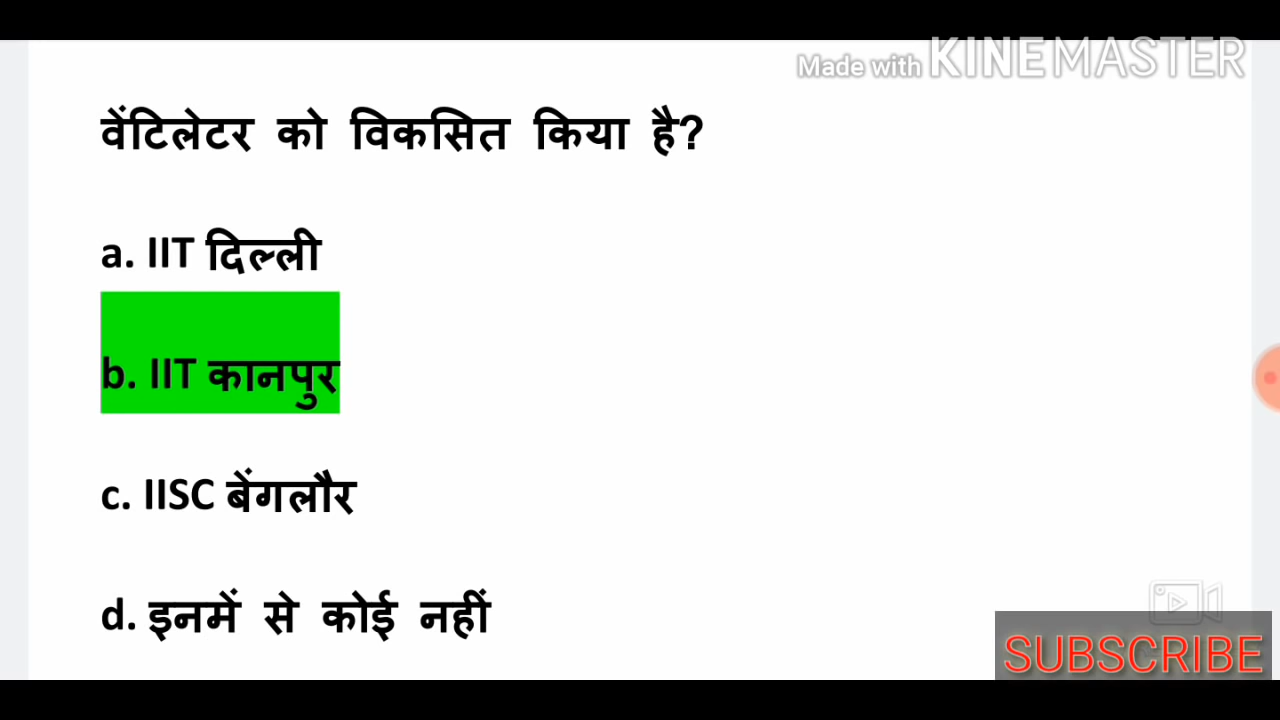 Made with KINEMASTER
वेंटिलेटर को विकसित किया है?
a. IIT दिल्ली
b. IIT कानपुर
c. IISC बेंगलौर
d. इनमें से कोई नहीं
SUBSCRIBE